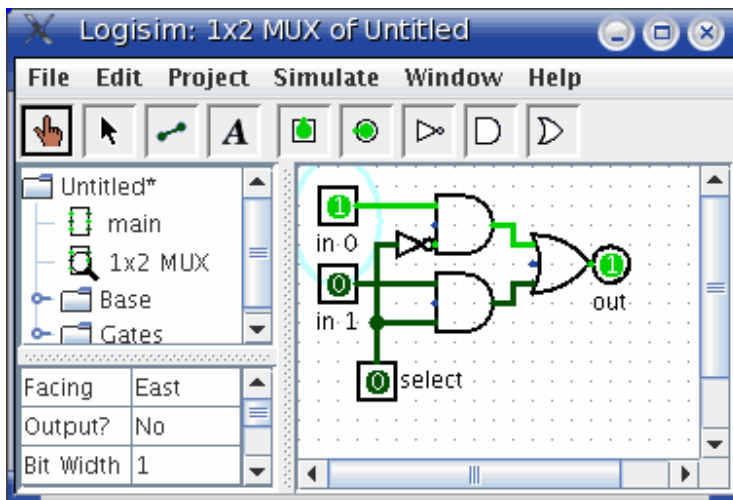 Logisim: 1x2 MUX of Untitled
File Edit Project Simulate Window Help
A
Untitled*
main
1x2 MUX
Base
Gates
Facing East
Output? No
Bit Width 1
1
in 0
0
in 1
1
out
0 select